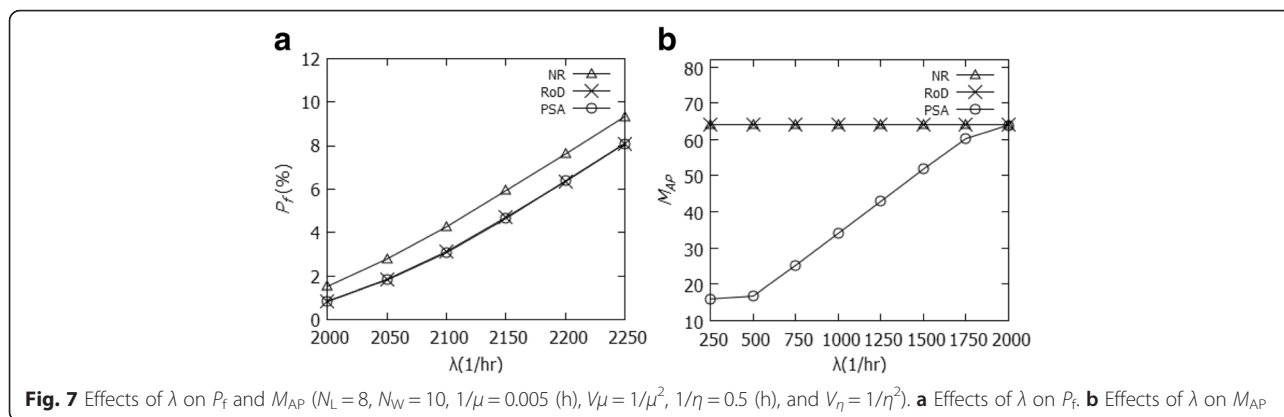 a
12
10
8
6
4
2
0
P_f(%)
NR
RoD
PSA
2000 2050 2100 2150 2200 2250
λ(1/hr)
b
80
70
60
50
40
30
20
10
M_AP
NR
RoD
PSA
250 500 750 1000 1250 1500 1750 2000
λ(1/hr)
Fig. 7 Effects of λ on P_f and M_AP (N_L = 8, N_W = 10, 1/μ = 0.005 (h), Vμ = 1/μ², 1/η = 0.5 (h), and V_η = 1/η²). a Effects of λ on P_f. b Effects of λ on M_AP